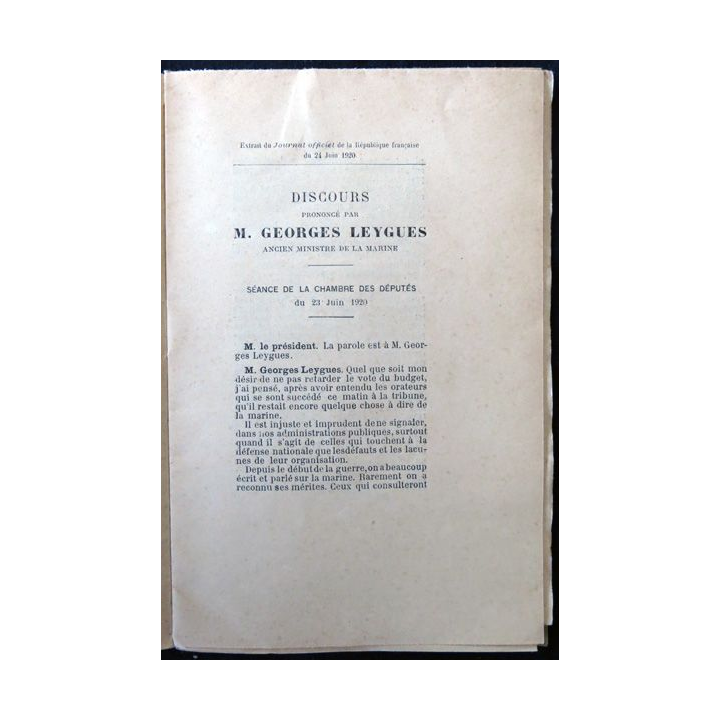 Extrait du Journal officiel de la République française
du 24 Juin 1920
DISCOURS
PRONONCÉ PAR
M. GEORGES LEYGUES
ANCIEN MINISTRE DE LA MARINE
SÉANCE DE LA CHAMBRE DES DÉPUTÉS
du 23 Juin 1920
M. le président. La parole est à M. Geor-
ges Leygues.
M. Georges Leygues. Quel que soit mon
désir de ne pas retarder le vote du budget,
j'ai pensé, après avoir entendu les orateurs
qui se sont succédé ce matin à la tribune,
qu'il restait encore quelque chose à dire de
la marine.
Il est injuste et imprudent de ne signaler,
dans nos administrations publiques, surtout
quand il s'agit de celles qui touchent à la
défense nationale que lesdéfauts et les lacu-
nes de leur organisation.
Depuis le début de la guerre, on a beaucoup
écrit et parlé sur la marine. Rarement on a
reconnu ses mérites. Ceux qui consulteront